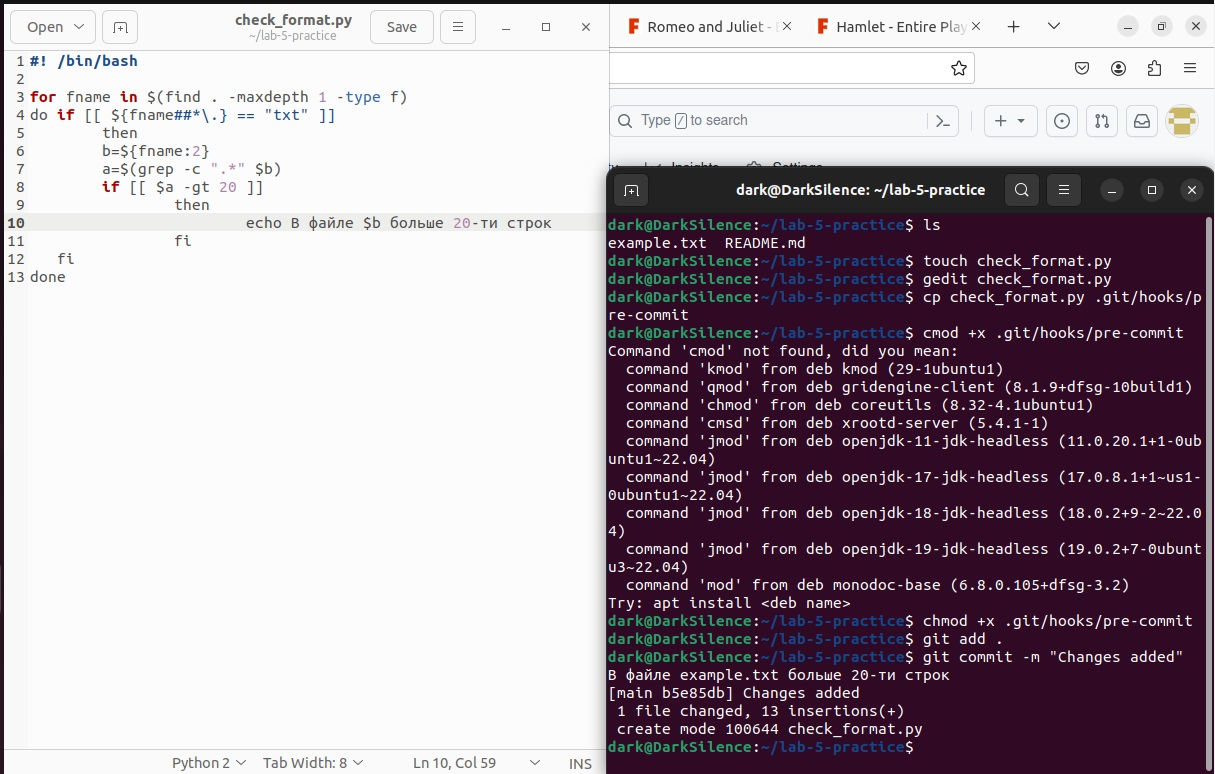 Open
check_format.py
~/lab-5-practice
Save
1 #! /bin/bash
2
3 for fname in $(find . -maxdepth 1 -type f)
4 do if [[ ${fname##*\.} == "txt" ]]
5         then
6         b=${fname:2}
7         a=$(grep -c ".*" $b)
8         if [[ $a -gt 20 ]]
9                 then
10                         echo В файле $b больше 20-ти строк
11                 fi
12    fi
13 done
Python 2
Tab Width: 8
Ln 10, Col 59
INS
Romeo and Juliet -
Hamlet - Entire Play
Type / to search
Insights
Settings
dark@DarkSilence: ~/lab-5-practice
dark@DarkSilence:~/lab-5-practice$ ls
example.txt  README.md
dark@DarkSilence:~/lab-5-practice$ touch check_format.py
dark@DarkSilence:~/lab-5-practice$ gedit check_format.py
dark@DarkSilence:~/lab-5-practice$ cp check_format.py .git/hooks/p
re-commit
dark@DarkSilence:~/lab-5-practice$ cmod +x .git/hooks/pre-commit
Command 'cmod' not found, did you mean:
  command 'kmod' from deb kmod (29-1ubuntu1)
  command 'qmod' from deb gridengine-client (8.1.9+dfsg-10build1)
  command 'chmod' from deb coreutils (8.32-4.1ubuntu1)
  command 'cmsd' from deb xrootd-server (5.4.1-1)
  command 'jmod' from deb openjdk-11-jdk-headless (11.0.20.1+1-0ub
untu1~22.04)
  command 'jmod' from deb openjdk-17-jdk-headless (17.0.8.1+1~us1-
0ubuntu1~22.04)
  command 'jmod' from deb openjdk-18-jdk-headless (18.0.2+9-2~22.0
4)
  command 'jmod' from deb openjdk-19-jdk-headless (19.0.2+7-0ubunt
u3~22.04)
  command 'mod' from deb monodoc-base (6.8.0.105+dfsg-3.2)
Try: apt install <deb name>
dark@DarkSilence:~/lab-5-practice$ chmod +x .git/hooks/pre-commit
dark@DarkSilence:~/lab-5-practice$ git add .
dark@DarkSilence:~/lab-5-practice$ git commit -m "Changes added"
В файле example.txt больше 20-ти строк
[main b5e85db] Changes added
 1 file changed, 13 insertions(+)
 create mode 100644 check_format.py
dark@DarkSilence:~/lab-5-practice$